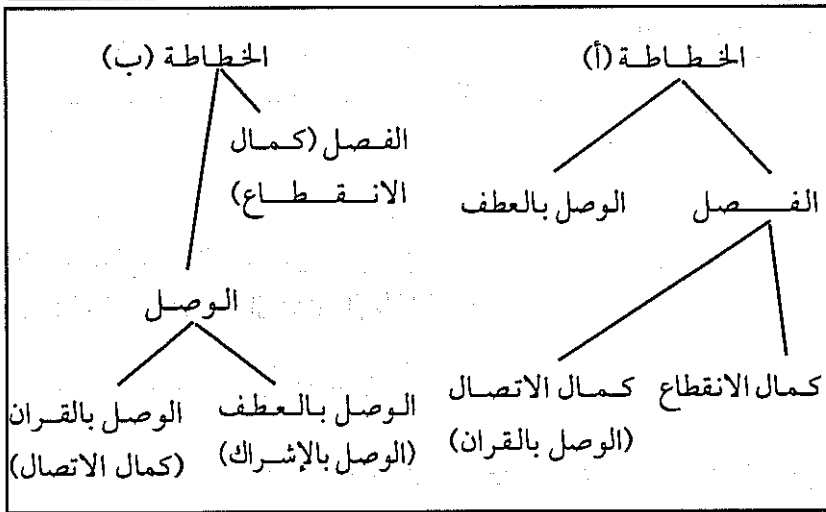 الخطاطة (أ)
الفصل
الوصل بالعطف
كمال الانقطاع
كمال الاتصال
(الوصل بالقران)
الخطاطة (ب)
الفصل (كمال
الانقطاع)
الوصل
الوصل بالعطف
(الوصل بالإشراك)
الوصل بالقران
(كمال الاتصال)